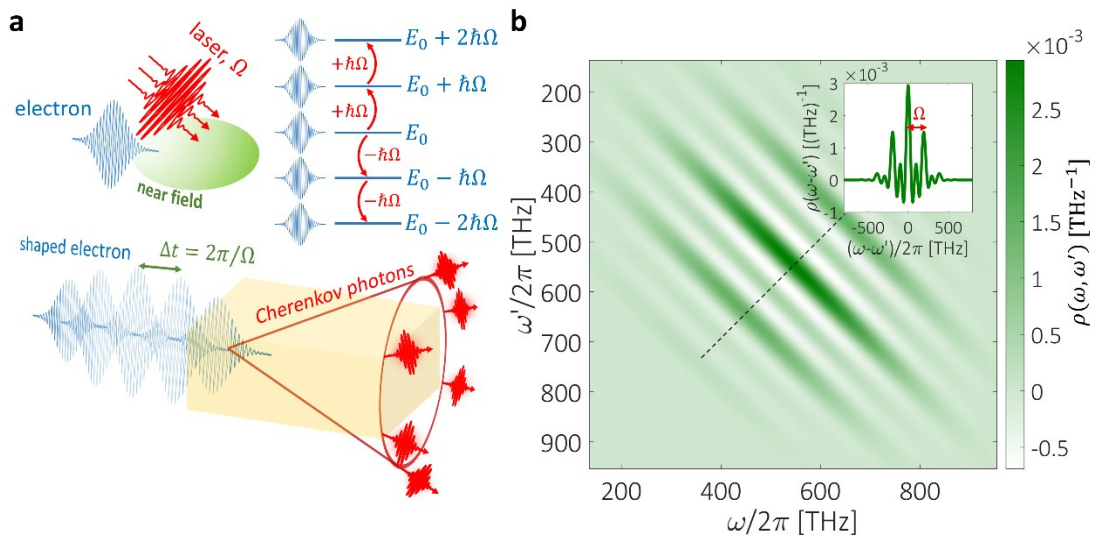 a
laser, Ω
electron
near field
E₀ + 2ℏΩ
+ℏΩ
E₀ + ℏΩ
+ℏΩ
E₀
−ℏΩ
E₀ − ℏΩ
−ℏΩ
E₀ − 2ℏΩ
shaped electron
Δt = 2π/Ω
Cherenkov photons
b
×10⁻³
2.5
2
1.5
1
0.5
0
-0.5
ρ(ω, ω′) [THz⁻¹]
200
300
400
500
600
700
800
900
ω′/2π [THz]
200
400
600
800
ω/2π [THz]
×10⁻³
3
2
1
0
-1
ρ(ω-ω′) [(THz)⁻¹]
Ω
-500
0
500
(ω-ω′)/2π [THz]